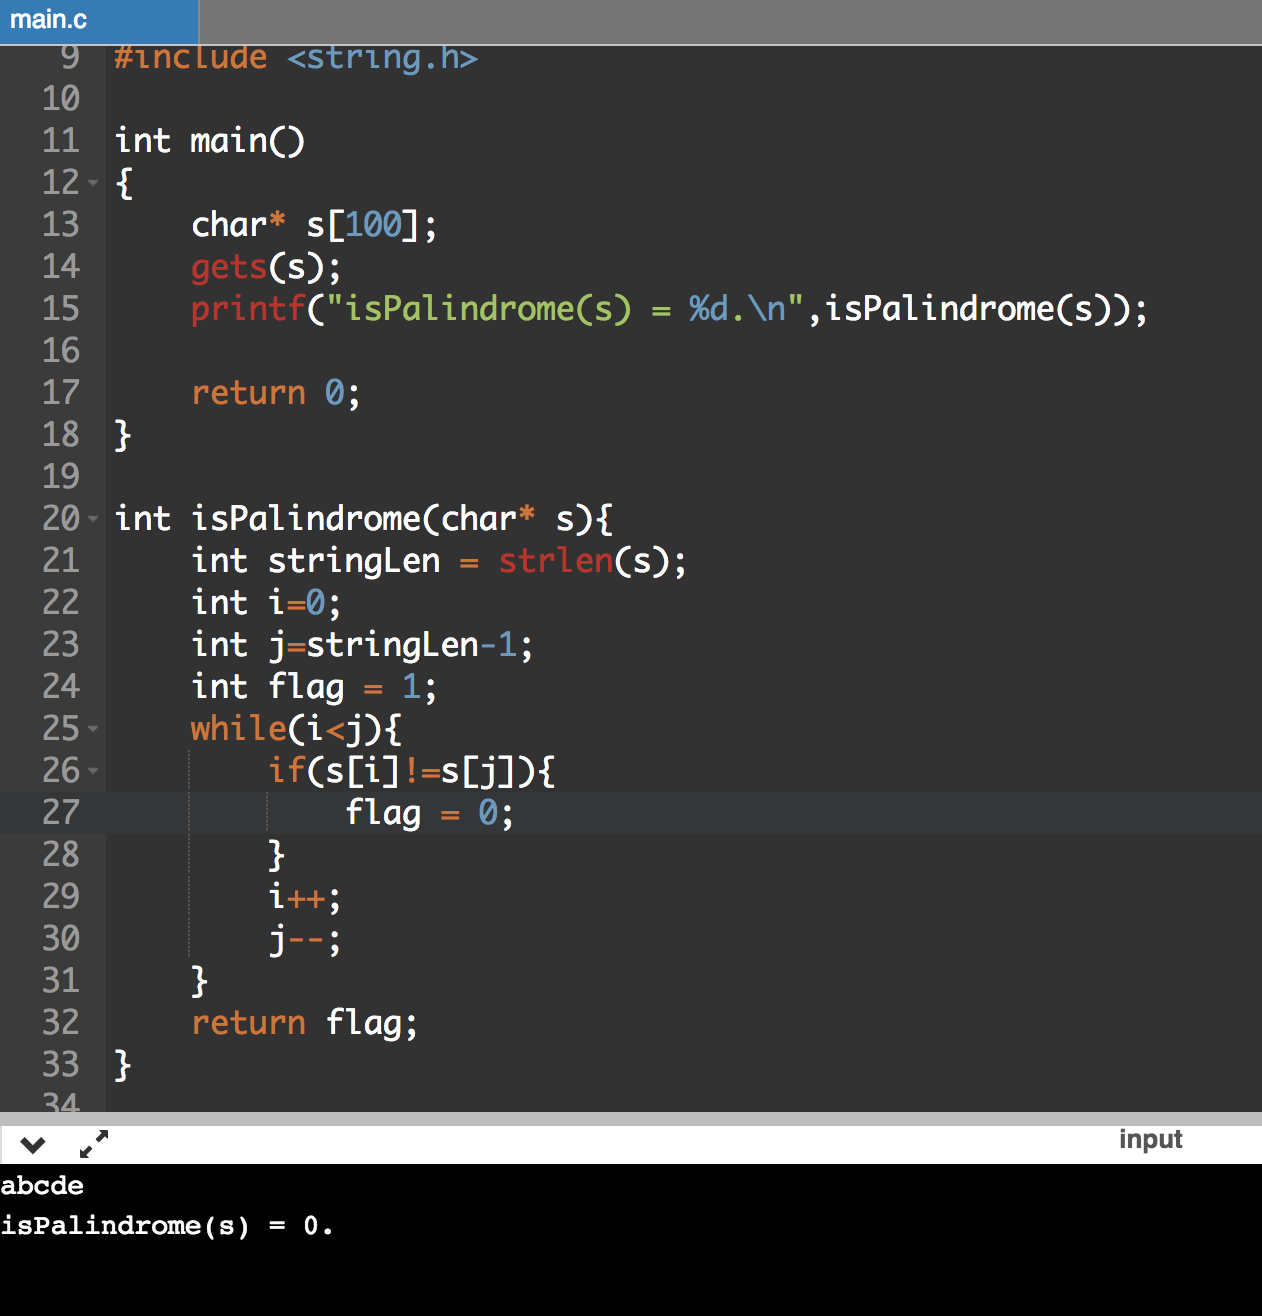 main.c
9 #include <string.h>
10
11 int main()
12 {
13     char* s[100];
14     gets(s);
15     printf("isPalindrome(s) = %d.\n",isPalindrome(s));
16
17     return 0;
18 }
19
20 int isPalindrome(char* s){
21     int stringLen = strlen(s);
22     int i=0;
23     int j=stringLen-1;
24     int flag = 1;
25     while(i<j){
26         if(s[i]!=s[j]){
27             flag = 0;
28         }
29         i++;
30         j--;
31     }
32     return flag;
33 }
34
input
abcde
isPalindrome(s) = 0.